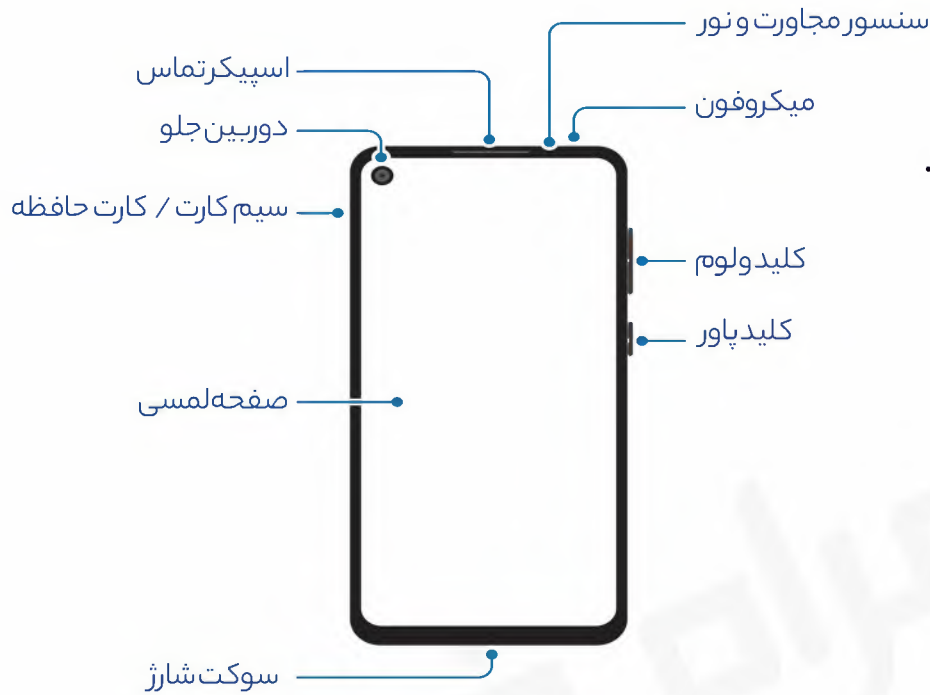 سنسور مجاورت و نور
اسپیکر تماس
میکروفون
دوربین جلو
سیم کارت / کارت حافظه
کلید ولوم
کلید پاور
صفحه لمسی
سوکت شارژ